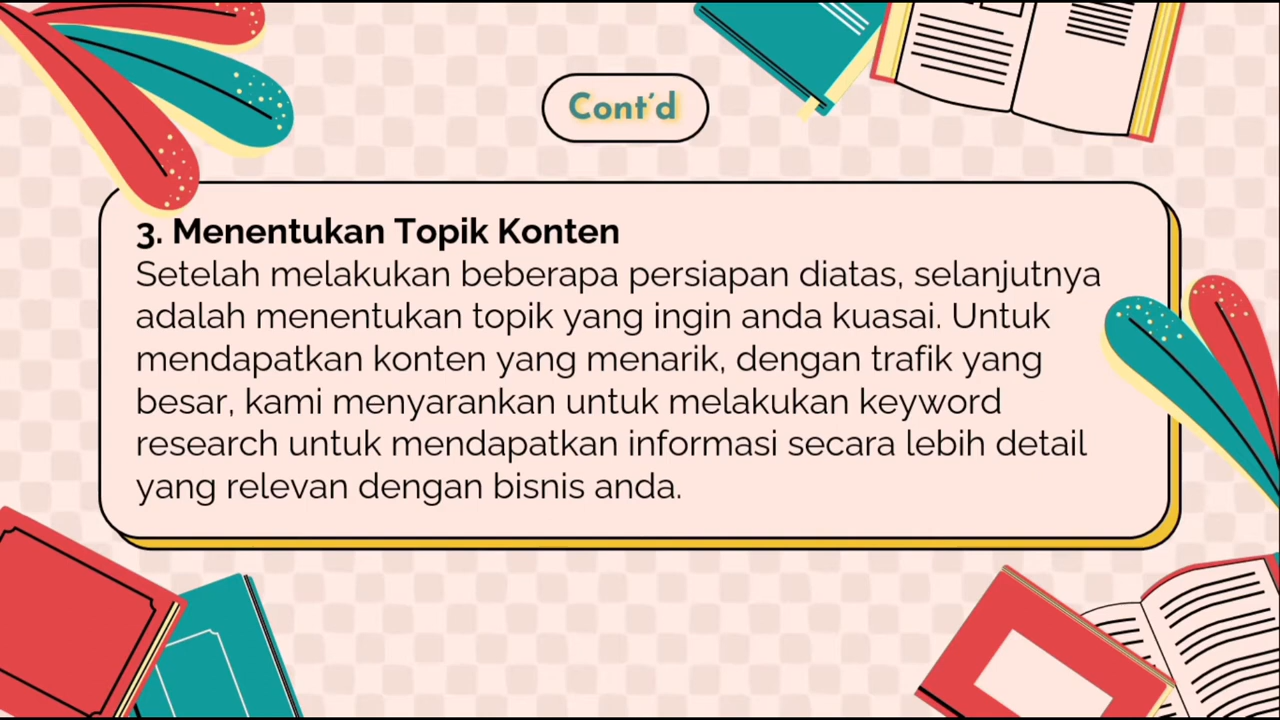 Cont'd
3. Menentukan Topik Konten
Setelah melakukan beberapa persiapan diatas, selanjutnya
adalah menentukan topik yang ingin anda kuasai. Untuk
mendapatkan konten yang menarik, dengan trafik yang
besar, kami menyarankan untuk melakukan keyword
research untuk mendapatkan informasi secara lebih detail
yang relevan dengan bisnis anda.